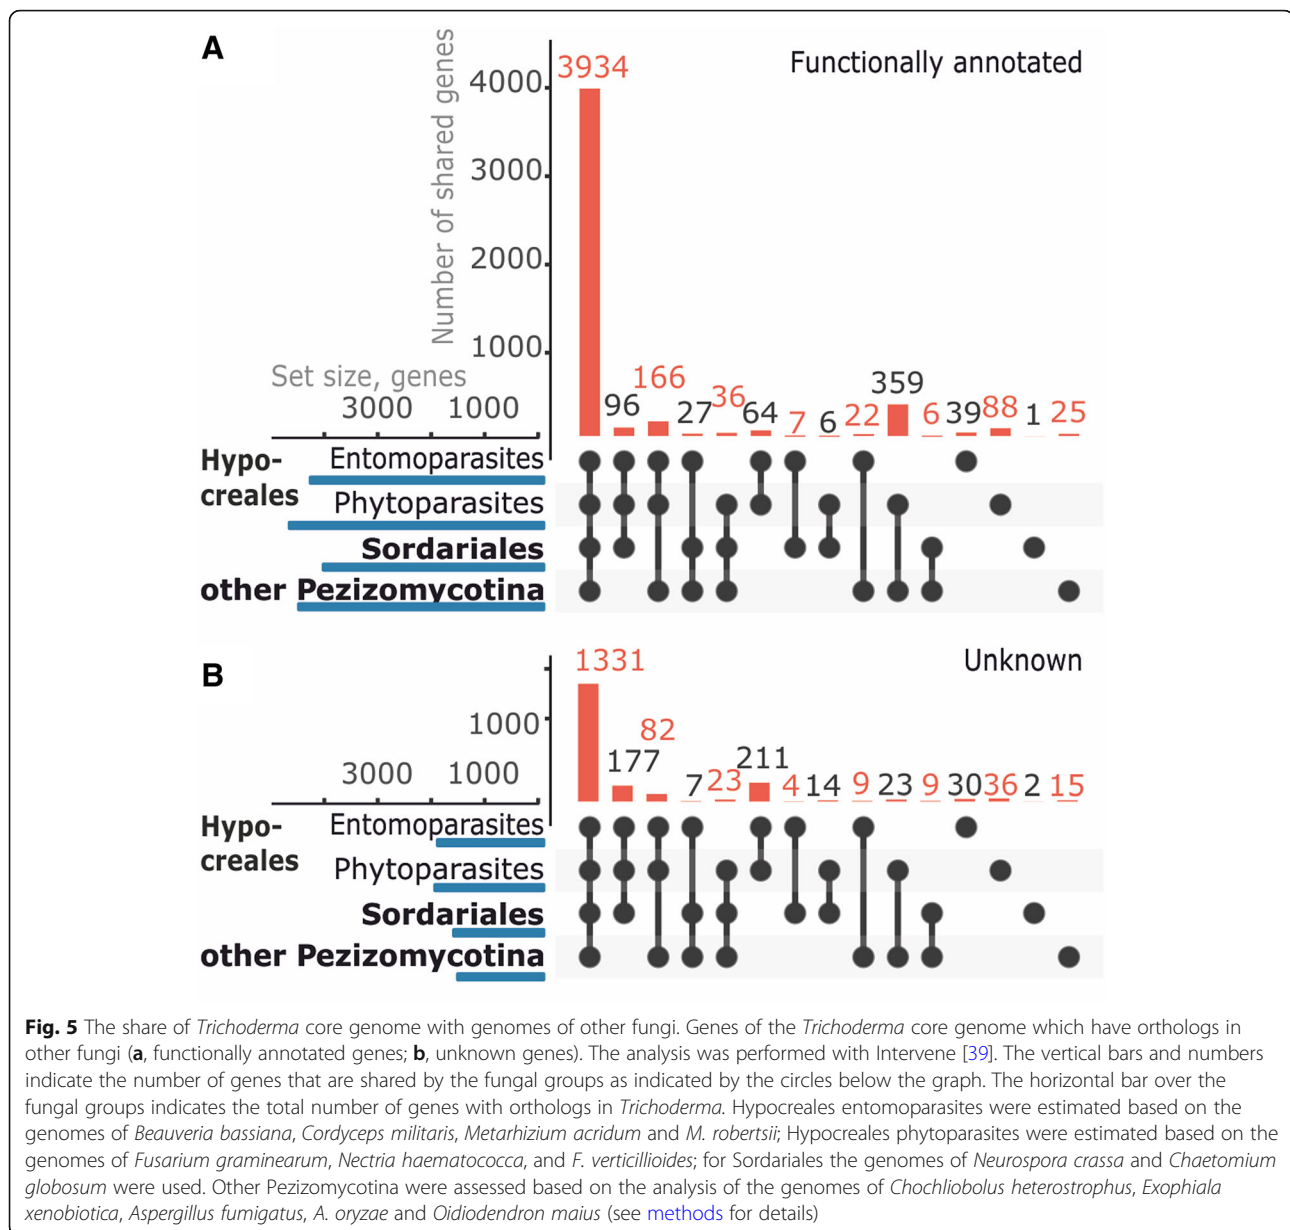 A
Functionally annotated
Number of shared genes
4000
3000
2000
1000
3934
96
166
27
36
64
7
6
22
359
6
39
88
1
25
Set size, genes
3000 1000
Hypo-
creales
Entomoparasites
Phytoparasites
Sordariales
other Pezizomycotina
B
Unknown
1000
1331
177
82
7
23
211
4
14
9
23
9
30
36
2
15
3000 1000
Hypo-
creales
Entomoparasites
Phytoparasites
Sordariales
other Pezizomycotina
Fig. 5 The share of Trichoderma core genome with genomes of other fungi. Genes of the Trichoderma core genome which have orthologs in
other fungi (a, functionally annotated genes; b, unknown genes). The analysis was performed with Intervene [39]. The vertical bars and numbers
indicate the number of genes that are shared by the fungal groups as indicated by the circles below the graph. The horizontal bar over the
fungal groups indicates the total number of genes with orthologs in Trichoderma. Hypocreales entomoparasites were estimated based on the
genomes of Beauveria bassiana, Cordyceps militaris, Metarhizium acridum and M. robertsii; Hypocreales phytoparasites were estimated based on the
genomes of Fusarium graminearum, Nectria haematococca, and F. verticillioides; for Sordariales the genomes of Neurospora crassa and Chaetomium
globosum were used. Other Pezizomycotina were assessed based on the analysis of the genomes of Chochliobolus heterostrophus, Exophiala
xenobiotica, Aspergillus fumigatus, A. oryzae and Oidiodendron maius (see methods for details)